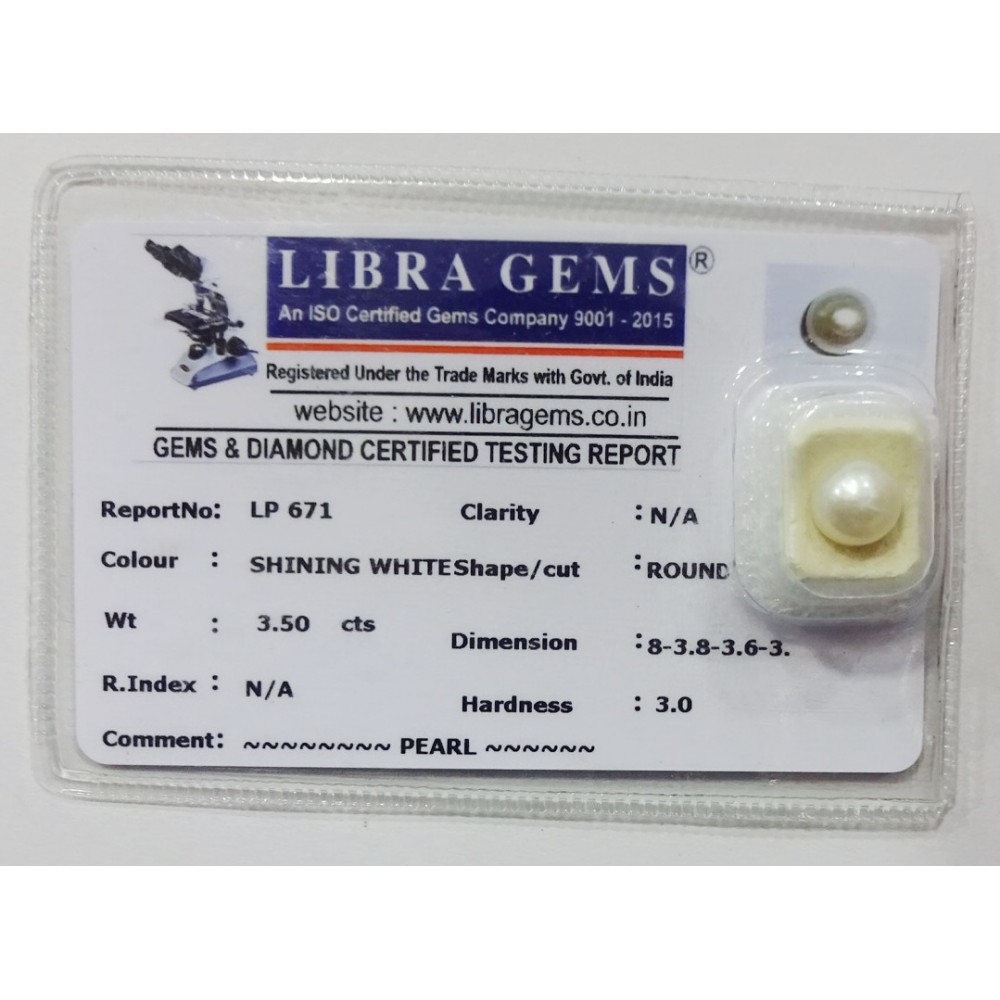 LIBRA GEMS®
An ISO Certified Gems Company 9001 - 2015
Registered Under the Trade Marks with Govt. of India
website : www.libragems.co.in
GEMS & DIAMOND CERTIFIED TESTING REPORT
ReportNo: LP 671 Clarity : N/A
Colour : SHINING WHITE Shape/cut : ROUND
Wt : 3.50 cts Dimension : 8-3.8-3.6-3.
R.Index : N/A Hardness : 3.0
Comment: ~~~~~~~~ PEARL ~~~~~~